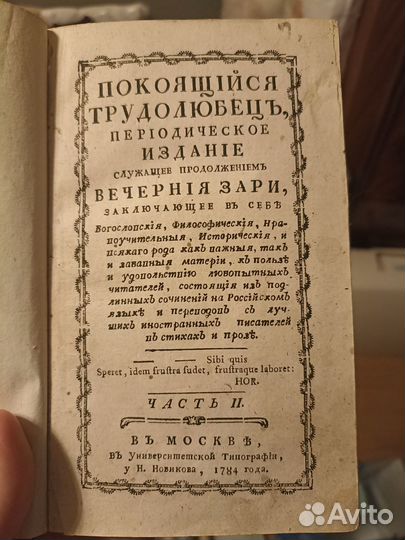 ПОКОЯЩІЙСЯ
ТРУДОЛЮБЕЦЪ,
ПЕРІОДИЧЕСКОЕ
ИЗДАНІЕ
СЛУЖАЩЕЕ ПРОДОЛЖЕНІЕМЪ
ВЕЧЕРНІЯ ЗАРИ,
ЗАКЛЮЧАЮЩЕЕ ВЪ СЕБѢ
Богословскія, Философическія, Нра-
воучительныя, Историческія, и
всякаго рода какъ важныя, такъ
и забавныя матеріи, къ пользѣ
и удовольствію любопытныхъ
читателей, состоящія изъ под-
линныхъ сочиненій на Россійскомъ
языкѣ и переводовъ съ лу-
чшихъ иностранныхъ писателей
въ стихахъ и прозѣ.
Sibi quis
Speret, idem frustra sudet, frustraque laboret:
HOR.
ЧАСТЬ II.
ВЪ МОСКВѢ,
Въ Университетской Типографіи,
у Н. Новикова, 1784 года.
Avito